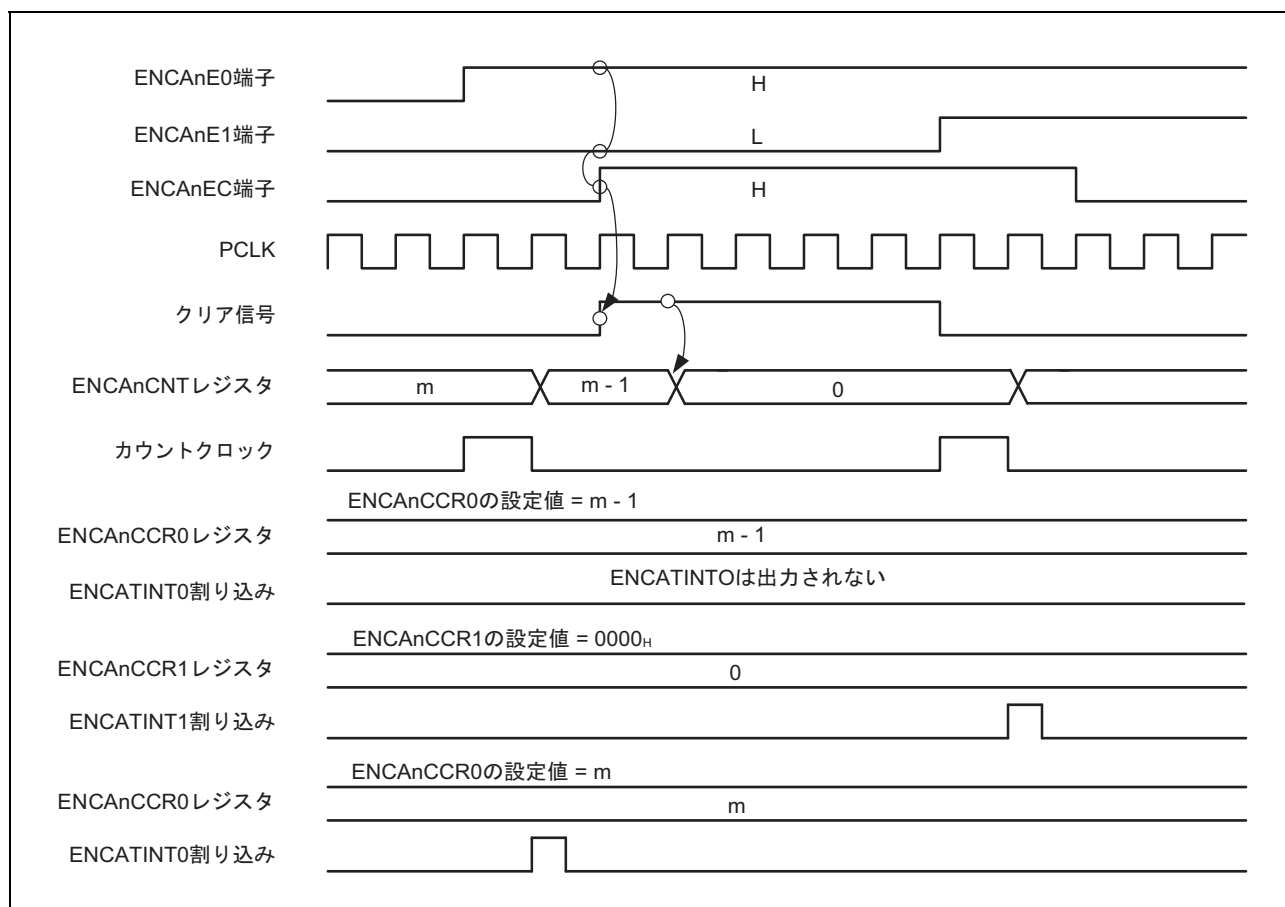 ENCAnE0端子
H
ENCAnE1端子
L
ENCAnEC端子
H
PCLK
クリア信号
ENCAnCNTレジスタ
m
m - 1
0
カウントクロック
ENCAnCCR0の設定値 = m - 1
ENCAnCCR0レジスタ
m - 1
ENCATINT0割り込み
ENCATINTOは出力されない
ENCAnCCR1の設定値 = 0000H
ENCAnCCR1レジスタ
0
ENCATINT1割り込み
ENCAnCCR0の設定値 = m
ENCAnCCR0レジスタ
m
ENCATINT0割り込み